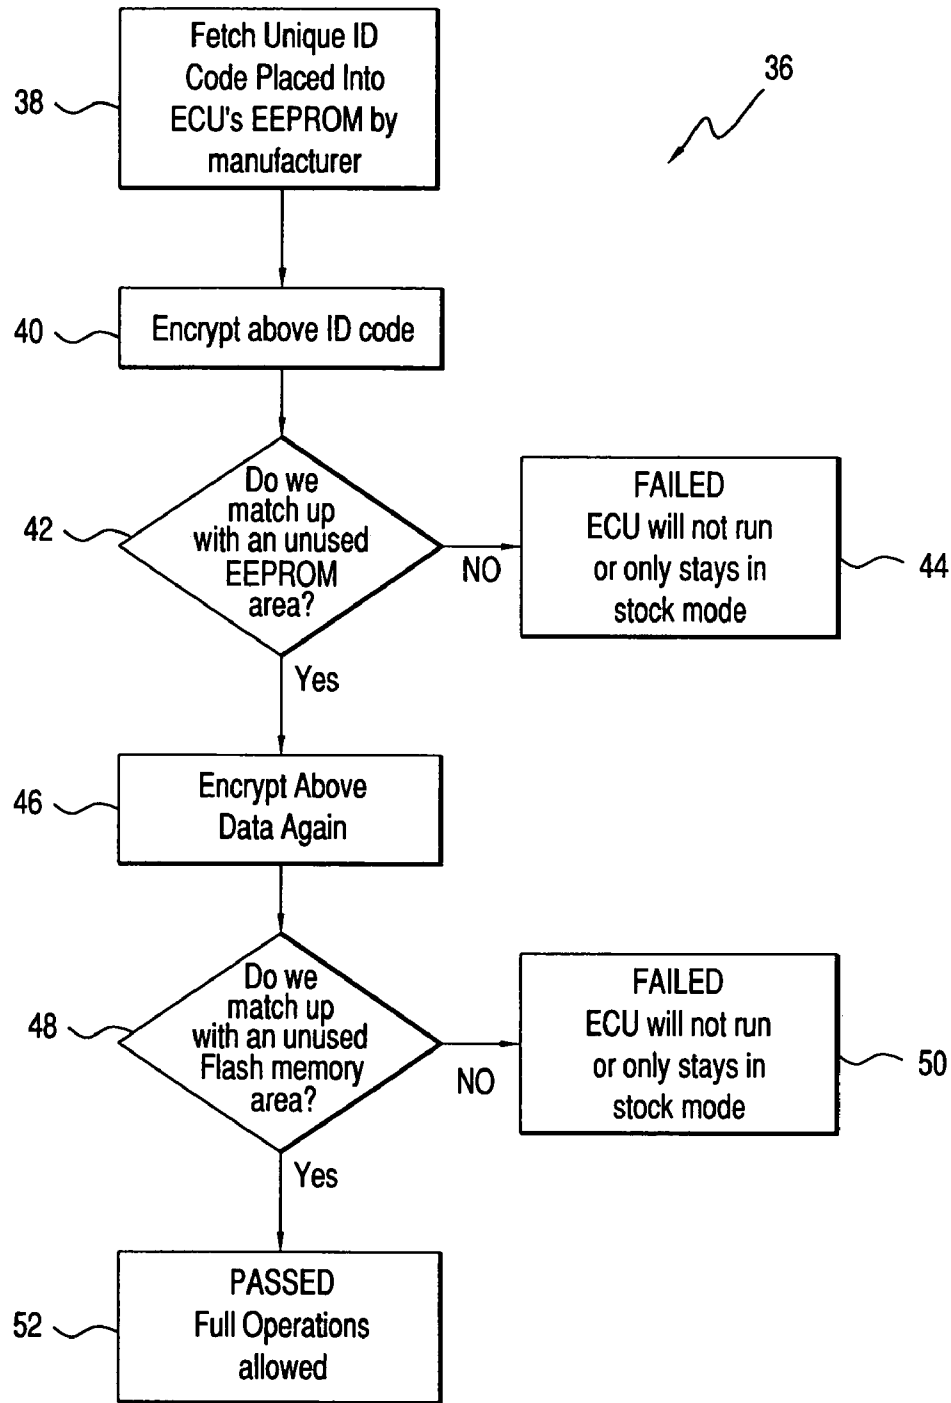 Fetch Unique ID
Code Placed Into
ECU's EEPROM by
manufacturer
38
36
40
Encrypt above ID code
Do we
match up
with an unused
EEPROM
area?
42
NO
FAILED
ECU will not run
or only stays in
stock mode
44
Yes
46
Encrypt Above
Data Again
Do we
match up
with an unused
Flash memory
area?
48
NO
FAILED
ECU will not run
or only stays in
stock mode
50
Yes
52
PASSED
Full Operations
allowed